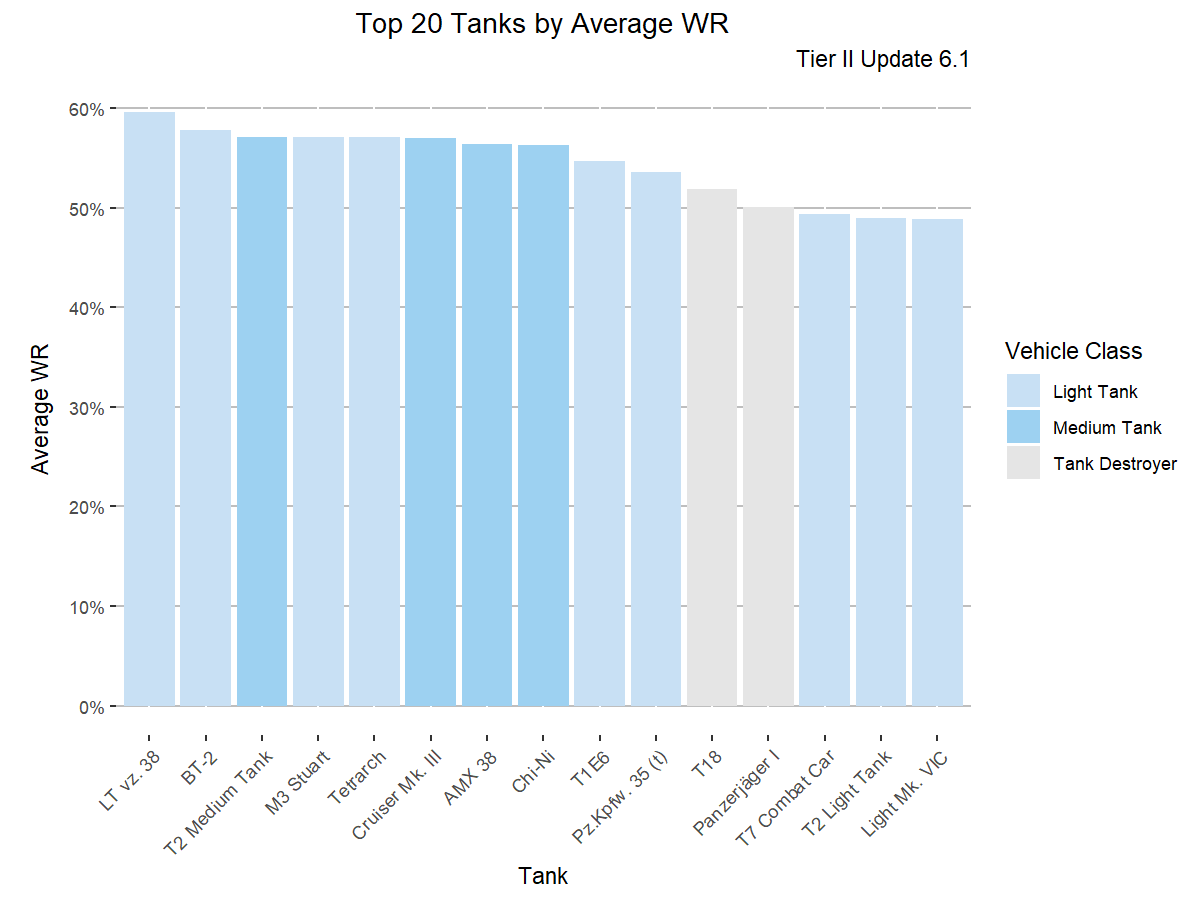 Top 20 Tanks by Average WR
Tier II Update 6.1
60%
50%
40%
30%
20%
10%
0%
Average WR
LT vz. 38
BT-2
T2 Medium Tank
M3 Stuart
Tetrarch
Cruiser Mk. III
AMX 38
Chi-Ni
T1E6
Pz.Kpfw. 35 (t)
T18
Panzerjäger I
T7 Combat Car
T2 Light Tank
Light Mk. VIC
Tank
Vehicle Class
Light Tank
Medium Tank
Tank Destroyer